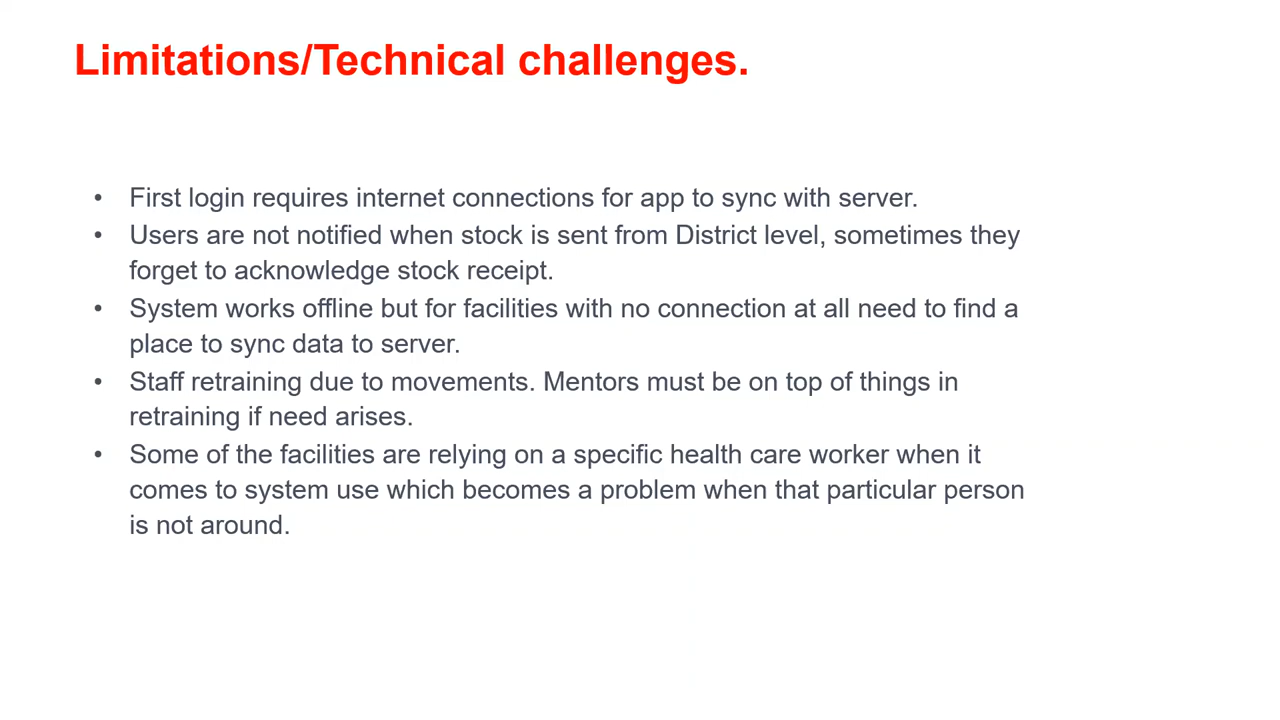 Limitations/Technical challenges.
• First login requires internet connections for app to sync with server.
• Users are not notified when stock is sent from District level, sometimes they
forget to acknowledge stock receipt.
• System works offline but for facilities with no connection at all need to find a
place to sync data to server.
• Staff retraining due to movements. Mentors must be on top of things in
retraining if need arises.
• Some of the facilities are relying on a specific health care worker when it
comes to system use which becomes a problem when that particular person
is not around.